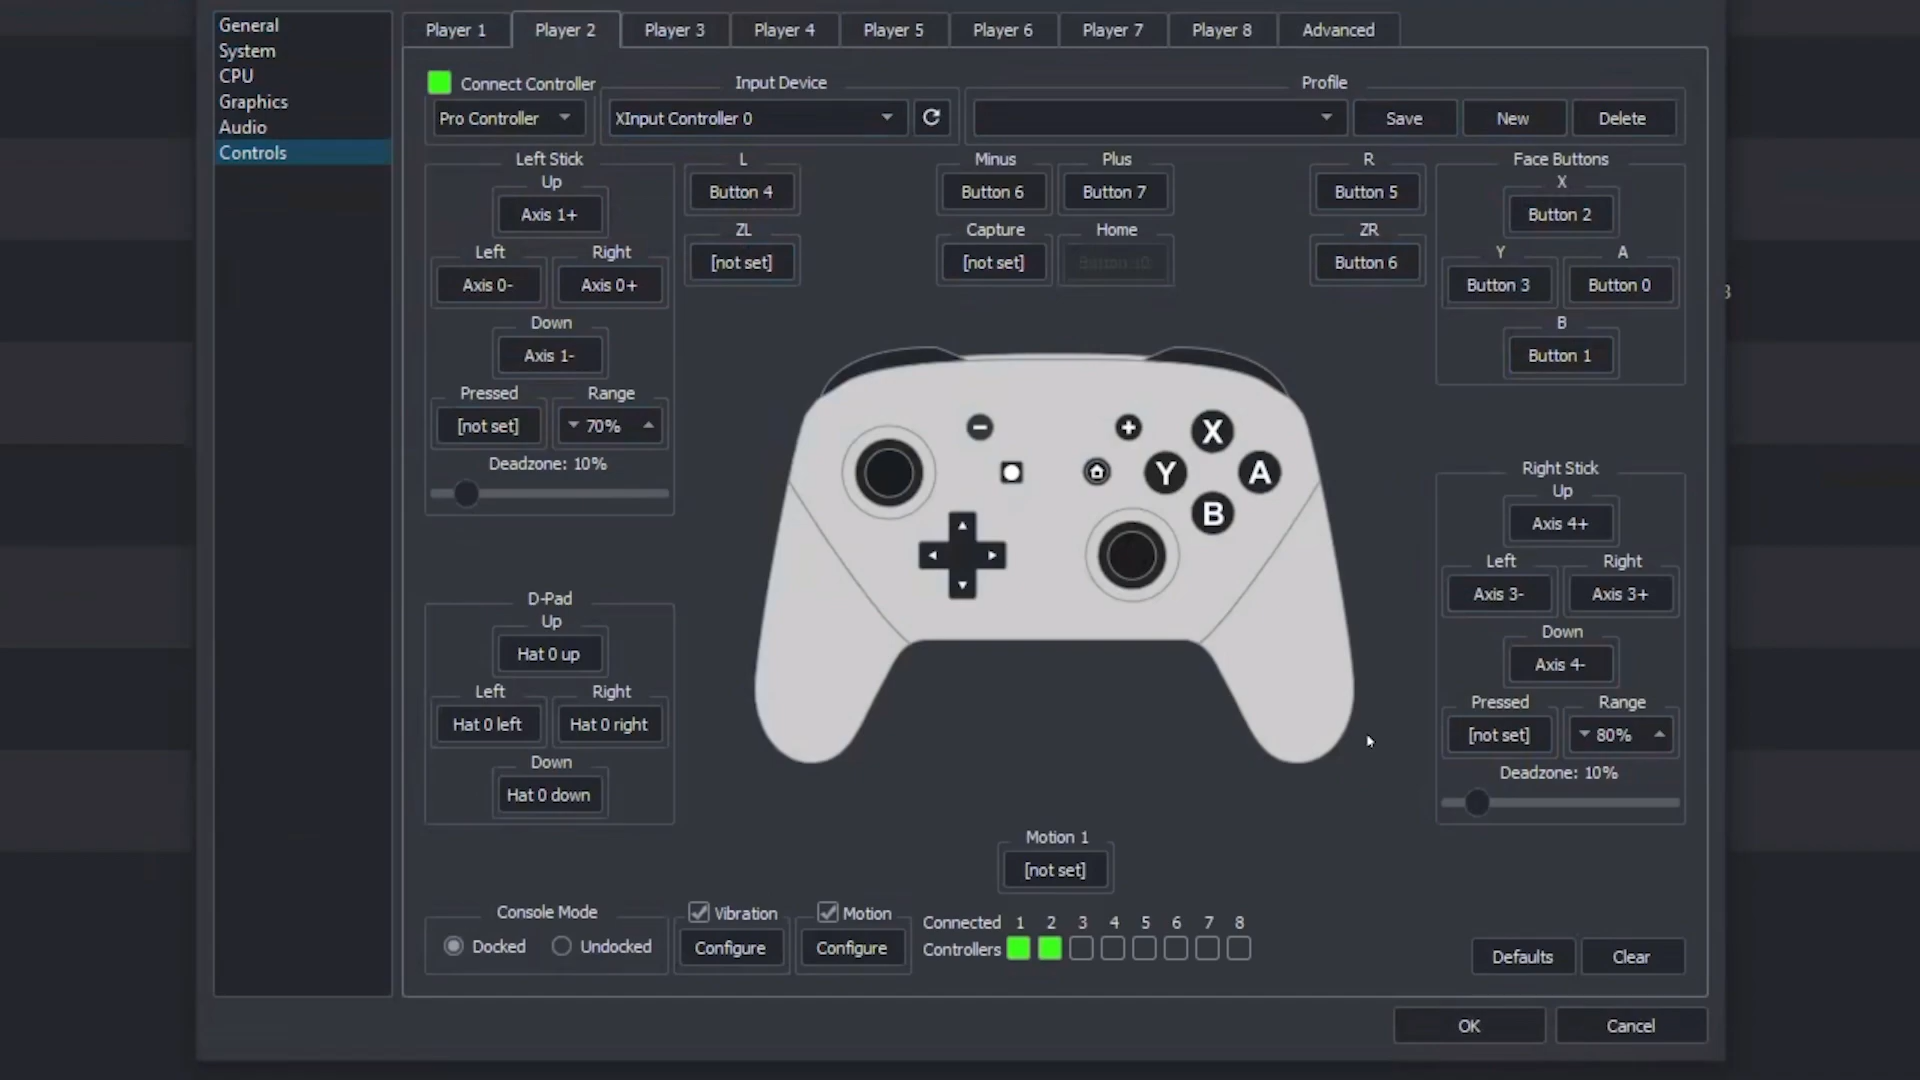 General
System
CPU
Graphics
Audio
Controls
Player 1 Player 2 Player 3 Player 4 Player 5 Player 6 Player 7 Player 8 Advanced
Connect Controller Input Device Profile
Pro Controller XInput Controller 0 Save New Delete
Left Stick L Minus Plus R Face Buttons
Up X
Button 4 Button 6 Button 7 Button 5
Axis 1+ Button 2
ZL Capture Home ZR
Left Right Y A
[not set] [not set] Button 6
Axis 0- Axis 0+ Button 3 Button 0
Down B
Axis 1- Button 1
Pressed Range
[not set] 70%
X
Y A
B
Deadzone: 10% Right Stick
Up
Axis 4+
Left Right
Axis 3- Axis 3+
D-Pad
Up Down
Hat 0 up Axis 4-
Left Right Pressed Range
Hat 0 left Hat 0 right [not set] 80%
Down Deadzone: 10%
Hat 0 down
Motion 1
[not set]
Console Mode Vibration Motion Connected 1 2 3 4 5 6 7 8
Docked Undocked Configure Configure Controllers Defaults Clear
OK Cancel